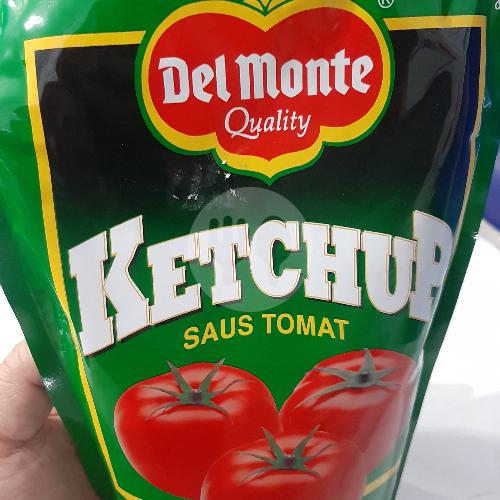 ®
Del Monte
Quality
KETCHUP
SAUS TOMAT